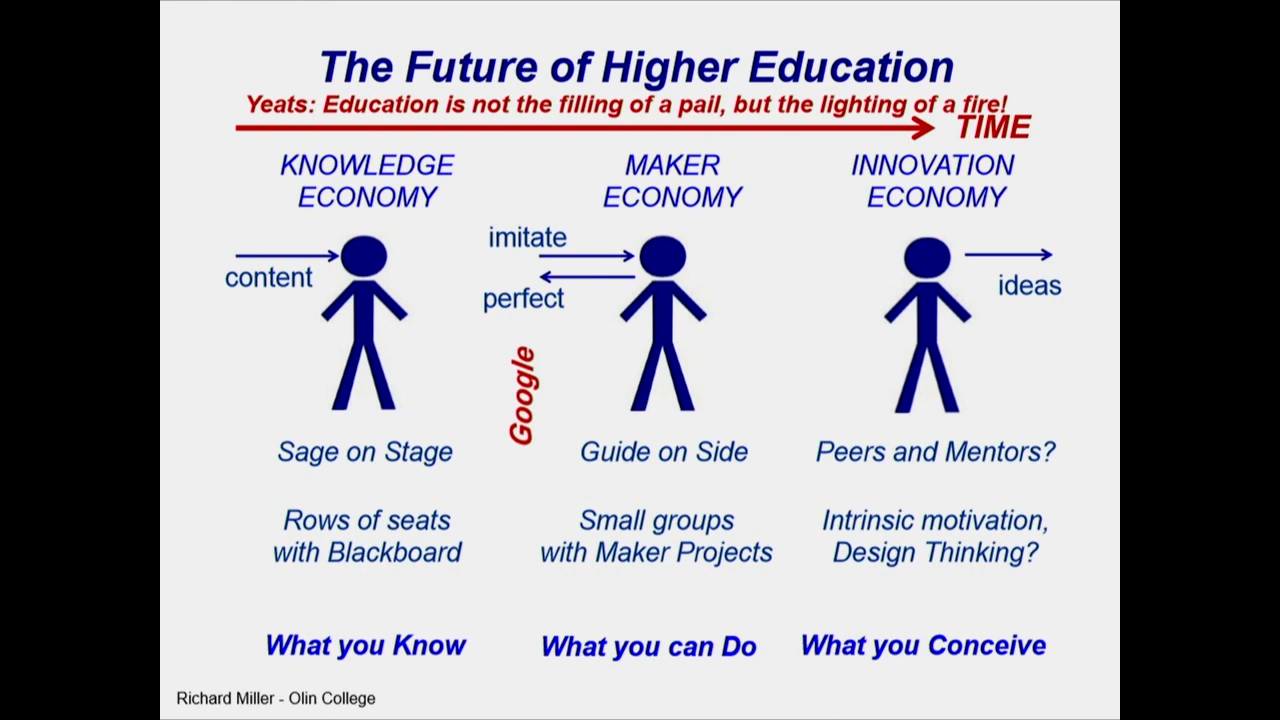 The Future of Higher Education
Yeats: Education is not the filling of a pail, but the lighting of a fire!
TIME
KNOWLEDGE
ECONOMY
MAKER
ECONOMY
INNOVATION
ECONOMY
content
imitate
perfect
ideas
Google
Sage on Stage
Guide on Side
Peers and Mentors?
Rows of seats
with Blackboard
Small groups
with Maker Projects
Intrinsic motivation,
Design Thinking?
What you Know
What you can Do
What you Conceive
Richard Miller - Olin College